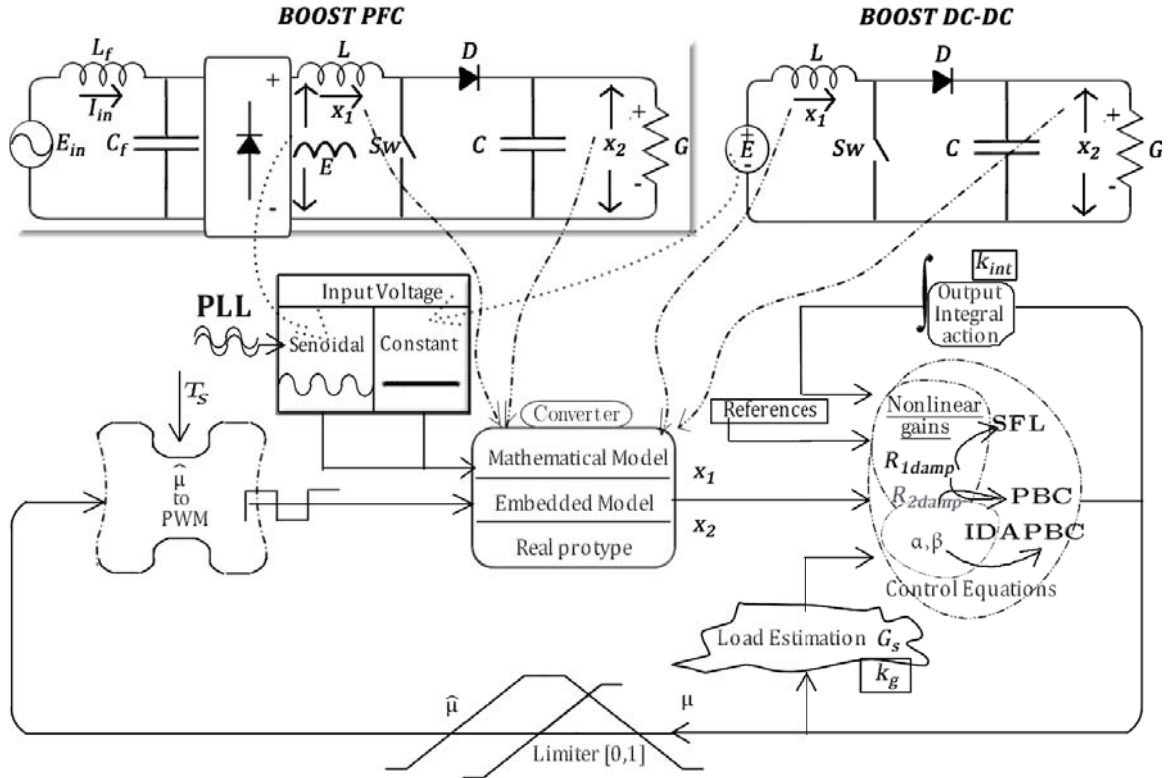 BOOST PFC
BOOST DC-DC
L_f
L
D
L
D
I_in
x_1
x_1
E_in
C_f
+
-
E
Sw
C
x_2
+
-
G
+
E
-
Sw
C
x_2
+
-
G
k_int
∫
Output
Integral
action
Input Voltage
PLL
Senoidal
Constant
T_S
Converter
References
Nonlinear
gains
SFL
μ̂
to
PWM
Mathematical Model
Embedded Model
Real protype
x_1
x_2
R_1damp
R_2damp
PBC
IDAPBC
α,β
Control Equations
Load Estimation G_s
k_g
μ̂
μ
Limiter [0,1]